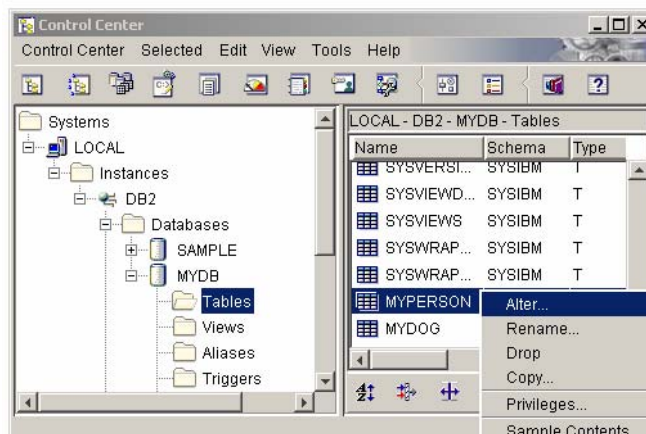 Control Center
Control Center Selected Edit View Tools Help
Systems
LOCAL
Instances
DB2
Databases
SAMPLE
MYDB
Tables
Views
Aliases
Triggers
LOCAL - DB2 - MYDB - Tables
Name Schema Type
SYSVERSI... SYSIBM T
SYSVIEWD... SYSIBM T
SYSVIEWS SYSIBM T
SYSWRAP... SYSIBM T
SYSWRAP... SYSIBM T
MYPERSON
MYDOG
Alter...
Rename...
Drop
Copy...
Privileges...
Sample Contents